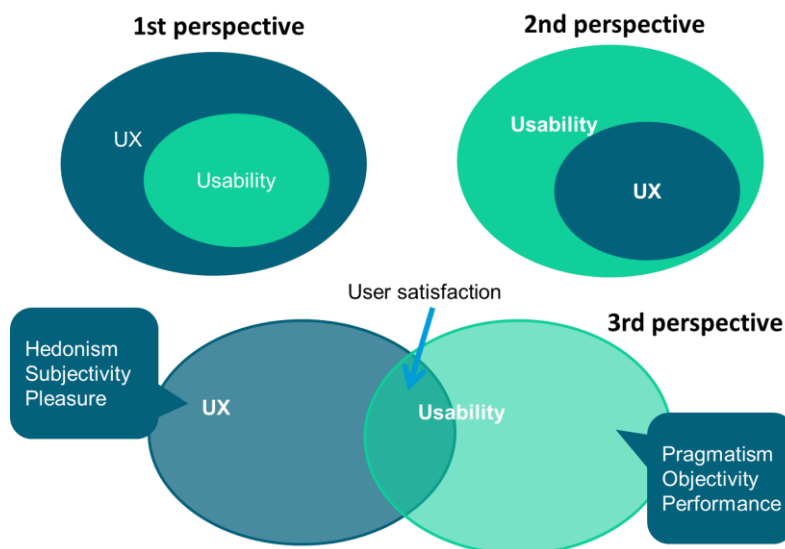 1st perspective
2nd perspective
UX
Usability
Usability
UX
User satisfaction
3rd perspective
Hedonism
Subjectivity
Pleasure
UX
Usability
Pragmatism
Objectivity
Performance